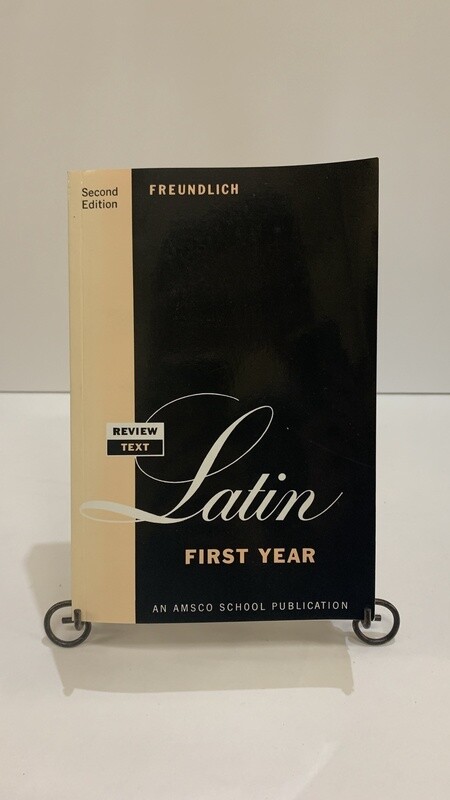 Second
Edition
FREUNDLICH
REVIEW
TEXT
Latin
FIRST YEAR
AN AMSCO SCHOOL PUBLICATION